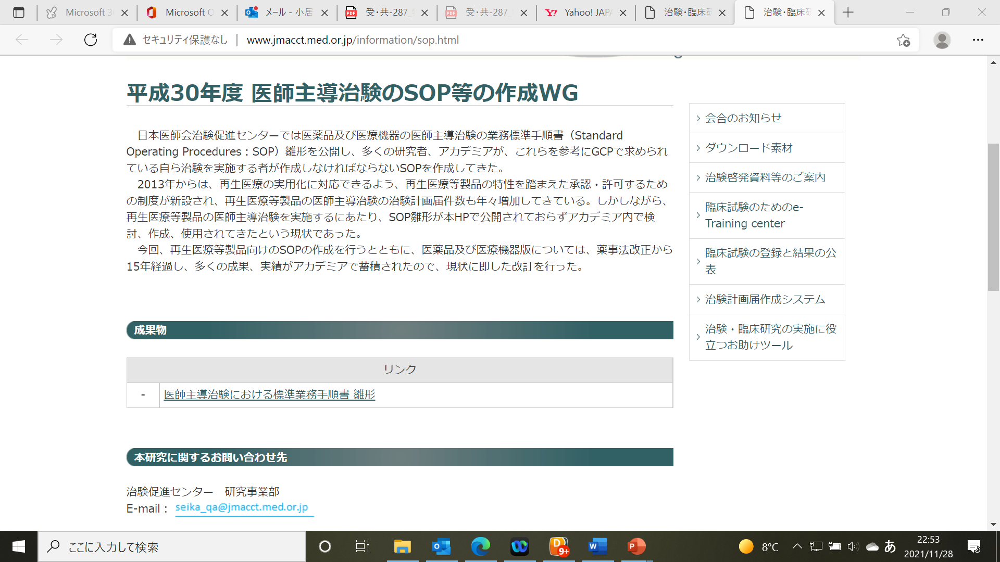 Microsoft 3
Microsoft O
メール - 小居
受・共-287_
受・共-287_
Yahoo! JAPA
治験・臨床研
治験・臨床研
セキュリティ保護なし
www.jmacct.med.or.jp/information/sop.html
平成30年度 医師主導治験のSOP等の作成WG
日本医師会治験促進センターでは医薬品及び医療機器の医師主導治験の業務標準手順書（Standard
Operating Procedures：SOP）雛形を公開し、多くの研究者、アカデミアが、これらを参考にGCPで求められ
ている自ら治験を実施する者が作成しなければならないSOPを作成してきた。
2013年からは、再生医療の実用化に対応できるよう、再生医療等製品の特性を踏まえた承認・許可するため
の制度が新設され、再生医療等製品の医師主導治験の治験計画届件数も年々増加してきている。しかしながら、
再生医療等製品の医師主導治験を実施するにあたり、SOP雛形が本HPで公開されておらずアカデミア内で検
討、作成、使用されてきたという現状であった。
今回、再生医療等製品向けのSOPの作成を行うとともに、医薬品及び医療機器版については、薬事法改正から
15年経過し、多くの成果、実績がアカデミアで蓄積されたので、現状に即した改訂を行った。
成果物
リンク
- 医師主導治験における標準業務手順書 雛形
本研究に関するお問い合わせ先
治験促進センター　研究事業部
E-mail： seika_qa@jmacct.med.or.jp
会合のお知らせ
ダウンロード素材
治験啓発資料等のご案内
臨床試験のためのe-
Training center
臨床試験の登録と結果の公
表
治験計画届作成システム
治験・臨床研究の実施に役
立つお助けツール
ここに入力して検索
9+
8°C
あ
22:53
2021/11/28